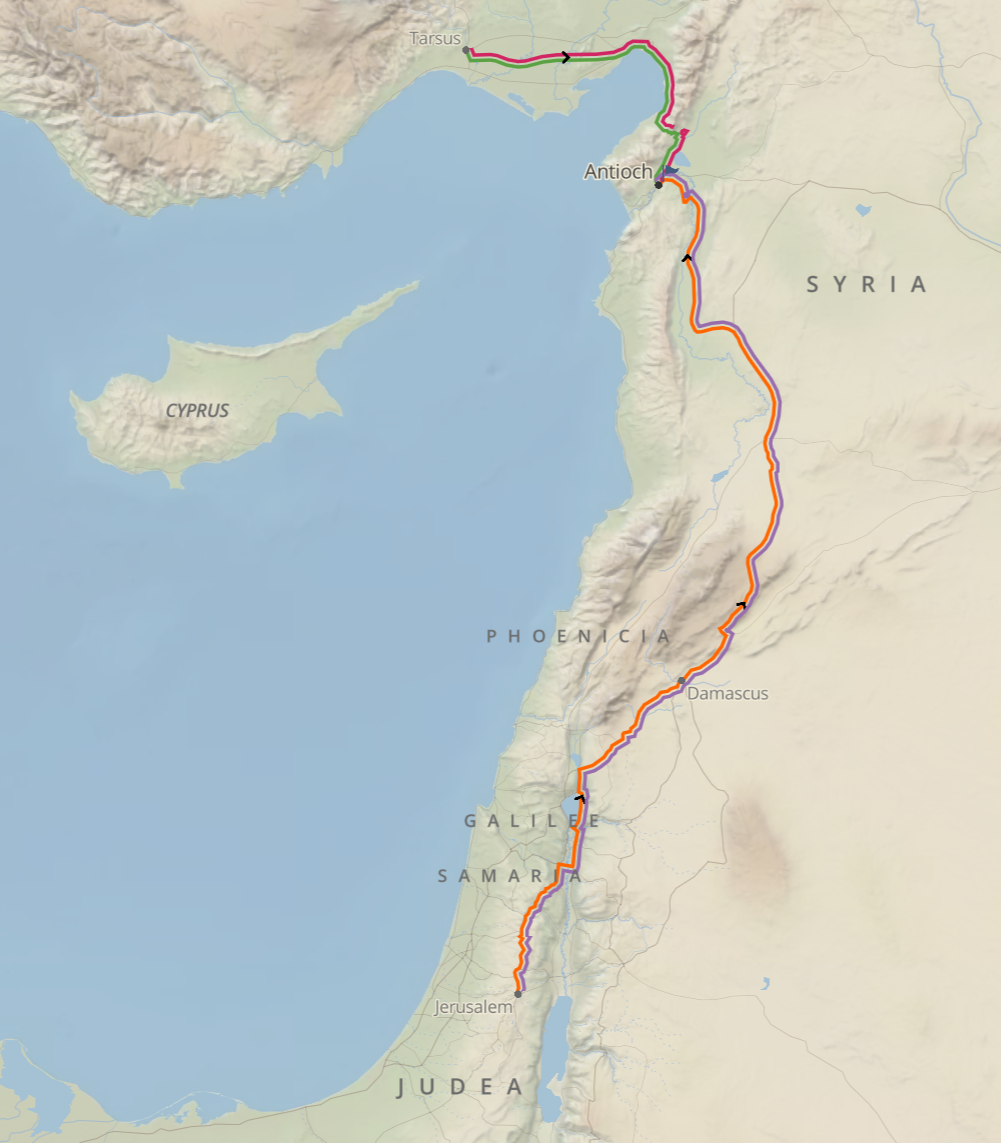 Tarsus
Antioch
SYRIA
CYPRUS
PHOENICIA
Damascus
GALILEE
SAMARIA
Jerusalem
JUDEA